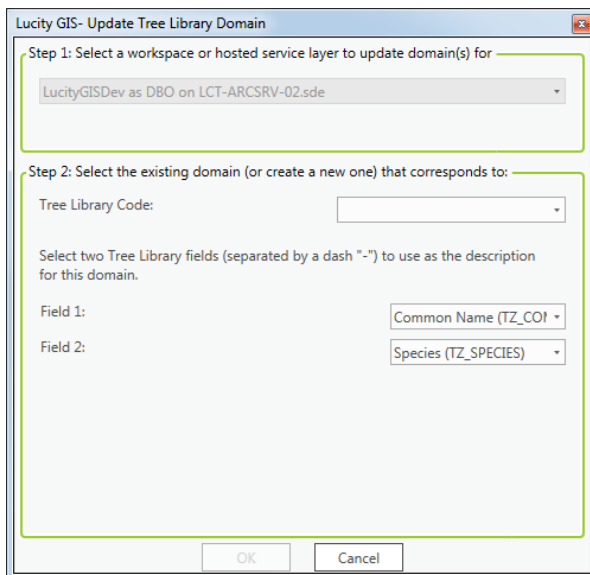 Lucity GIS- Update Tree Library Domain
Step 1: Select a workspace or hosted service layer to update domain(s) for
LucityGISDev as DBO on LCT-ARCSRV-02.sde
Step 2: Select the existing domain (or create a new one) that corresponds to:
Tree Library Code:
Select two Tree Library fields (separated by a dash "-") to use as the description
for this domain.
Field 1:
Common Name (TZ_COM
Field 2:
Species (TZ_SPECIES)
OK
Cancel